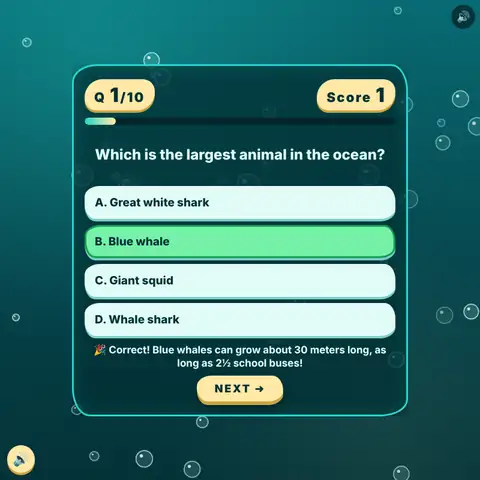 Q 1/10
Score 1
Which is the largest animal in the ocean?
A. Great white shark
B. Blue whale
C. Giant squid
D. Whale shark
🎉 Correct! Blue whales can grow about 30 meters long, as
long as 2½ school buses!
NEXT →